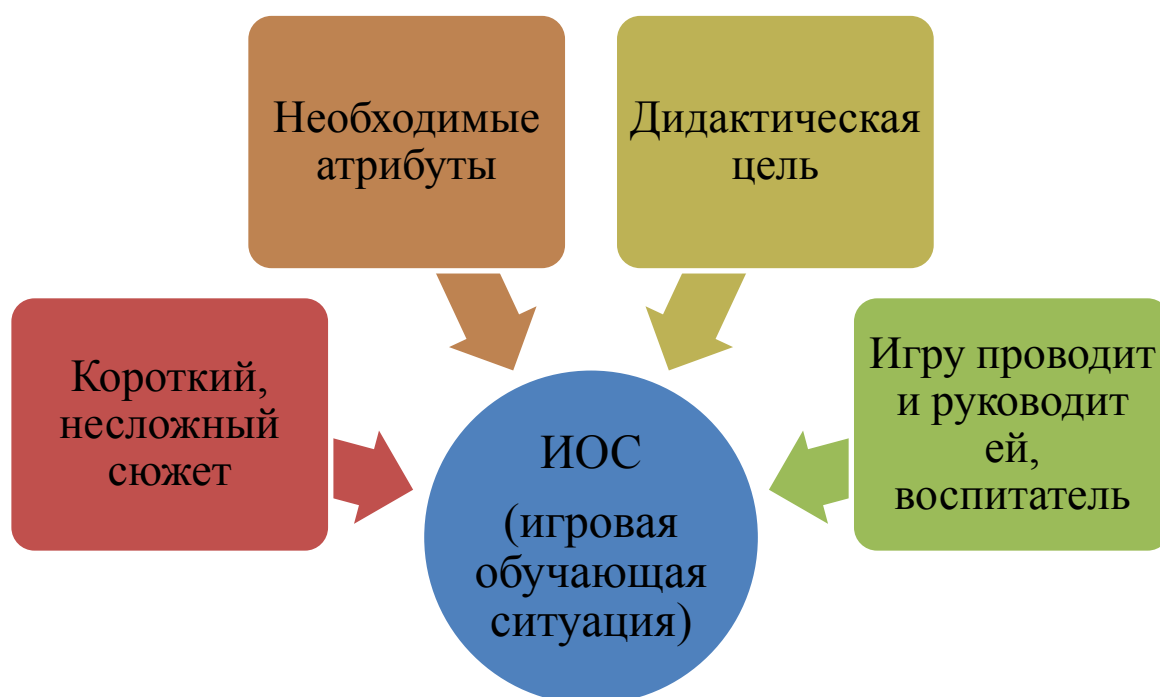 Необходимые
атрибуты
Дидактическая
цель
Короткий,
несложный
сюжет
Игру проводит
и руководит
ей,
воспитатель
ИОС
(игровая
обучающая
ситуация)